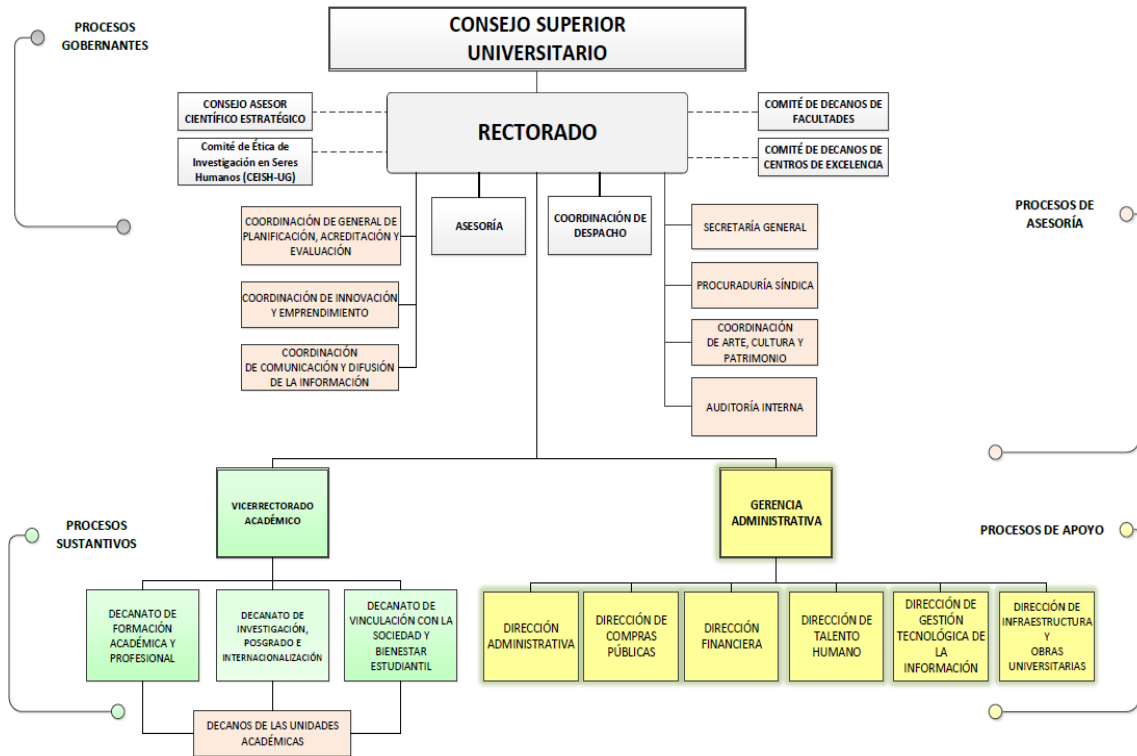 PROCESOS
GOBERNANTES
CONSEJO SUPERIOR
UNIVERSITARIO
CONSEJO ASESOR
CIENTÍFICO ESTRATÉGICO
Comité de Ética de
Investigación en Seres
Humanos (CEISH-UG)
RECTORADO
COMITÉ DE DECANOS DE
FACULTADES
COMITÉ DE DECANOS DE
CENTROS DE EXCELENCIA
PROCESOS DE
ASESORÍA
COORDINACIÓN DE GENERAL DE
PLANIFICACIÓN, ACREDITACIÓN Y
EVALUACIÓN
ASESORÍA
COORDINACIÓN DE
DESPACHO
SECRETARÍA GENERAL
COORDINACIÓN DE INNOVACIÓN
Y EMPRENDIMIENTO
PROCURADURÍA SÍNDICA
COORDINACIÓN
DE COMUNICACIÓN Y DIFUSIÓN
DE LA INFORMACIÓN
COORDINACIÓN
DE ARTE, CULTURA Y
PATRIMONIO
AUDITORÍA INTERNA
PROCESOS
SUSTANTIVOS
VICERRECTORADO
ACADÉMICO
GERENCIA
ADMINISTRATIVA
PROCESOS DE APOYO
DECANATO DE
FORMACIÓN
ACADÉMICA Y
PROFESIONAL
DECANATO DE
INVESTIGACIÓN,
POSGRADO E
INTERNACIONALIZACIÓN
DECANATO DE
VINCULACIÓN CON LA
SOCIEDAD Y
BIENESTAR
ESTUDIANTIL
DIRECCIÓN
ADMINISTRATIVA
DIRECCIÓN DE
COMPRAS
PÚBLICAS
DIRECCIÓN
FINANCIERA
DIRECCIÓN DE
TALENTO
HUMANO
DIRECCIÓN DE
GESTIÓN
TECNOLÓGICA DE
LA
INFORMACIÓN
DIRECCIÓN DE
INFRAESTRUCTURA
Y
OBRAS
UNIVERSITARIAS
DECANOS DE LAS UNIDADES
ACADÉMICAS